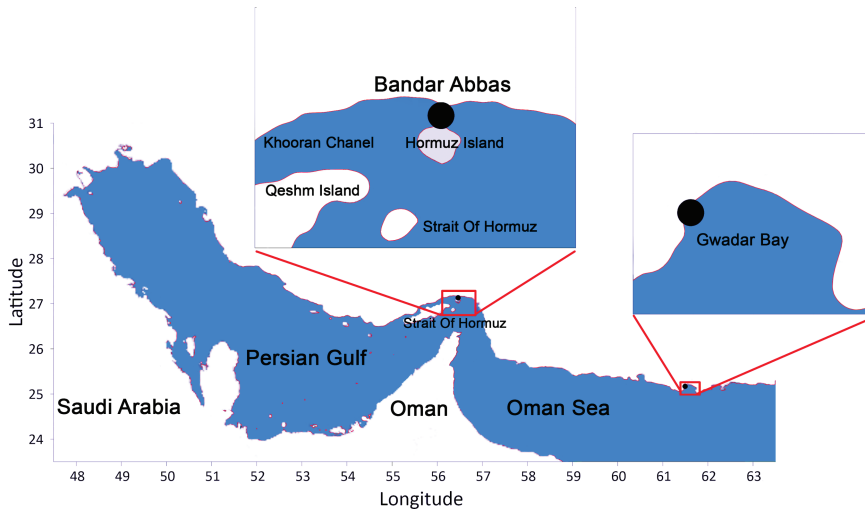 Bandar Abbas
Khooran Chanel
Hormuz Island
Qeshm Island
Strait Of Hormuz
Gwadar Bay
31
30
29
28
27
26
25
24
Latitude
Strait Of Hormuz
Persian Gulf
Saudi Arabia
Oman
Oman Sea
48 49 50 51 52 53 54 55 56 57 58 59 60 61 62 63
Longitude